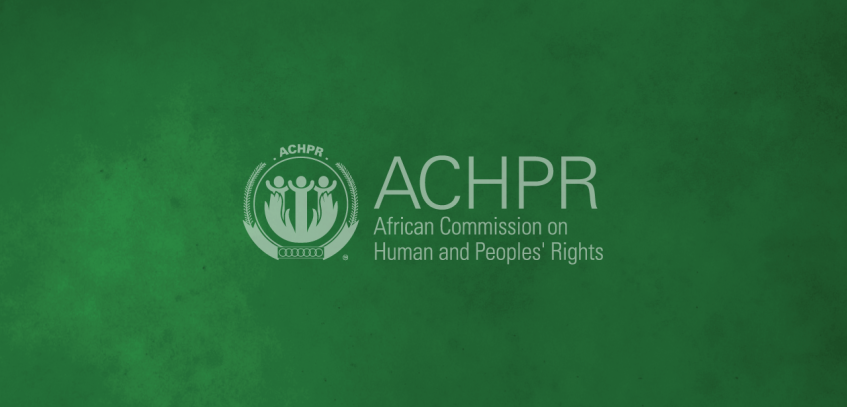 ·ACHPR·
ACHPR
African Commission on
Human and Peoples' Rights